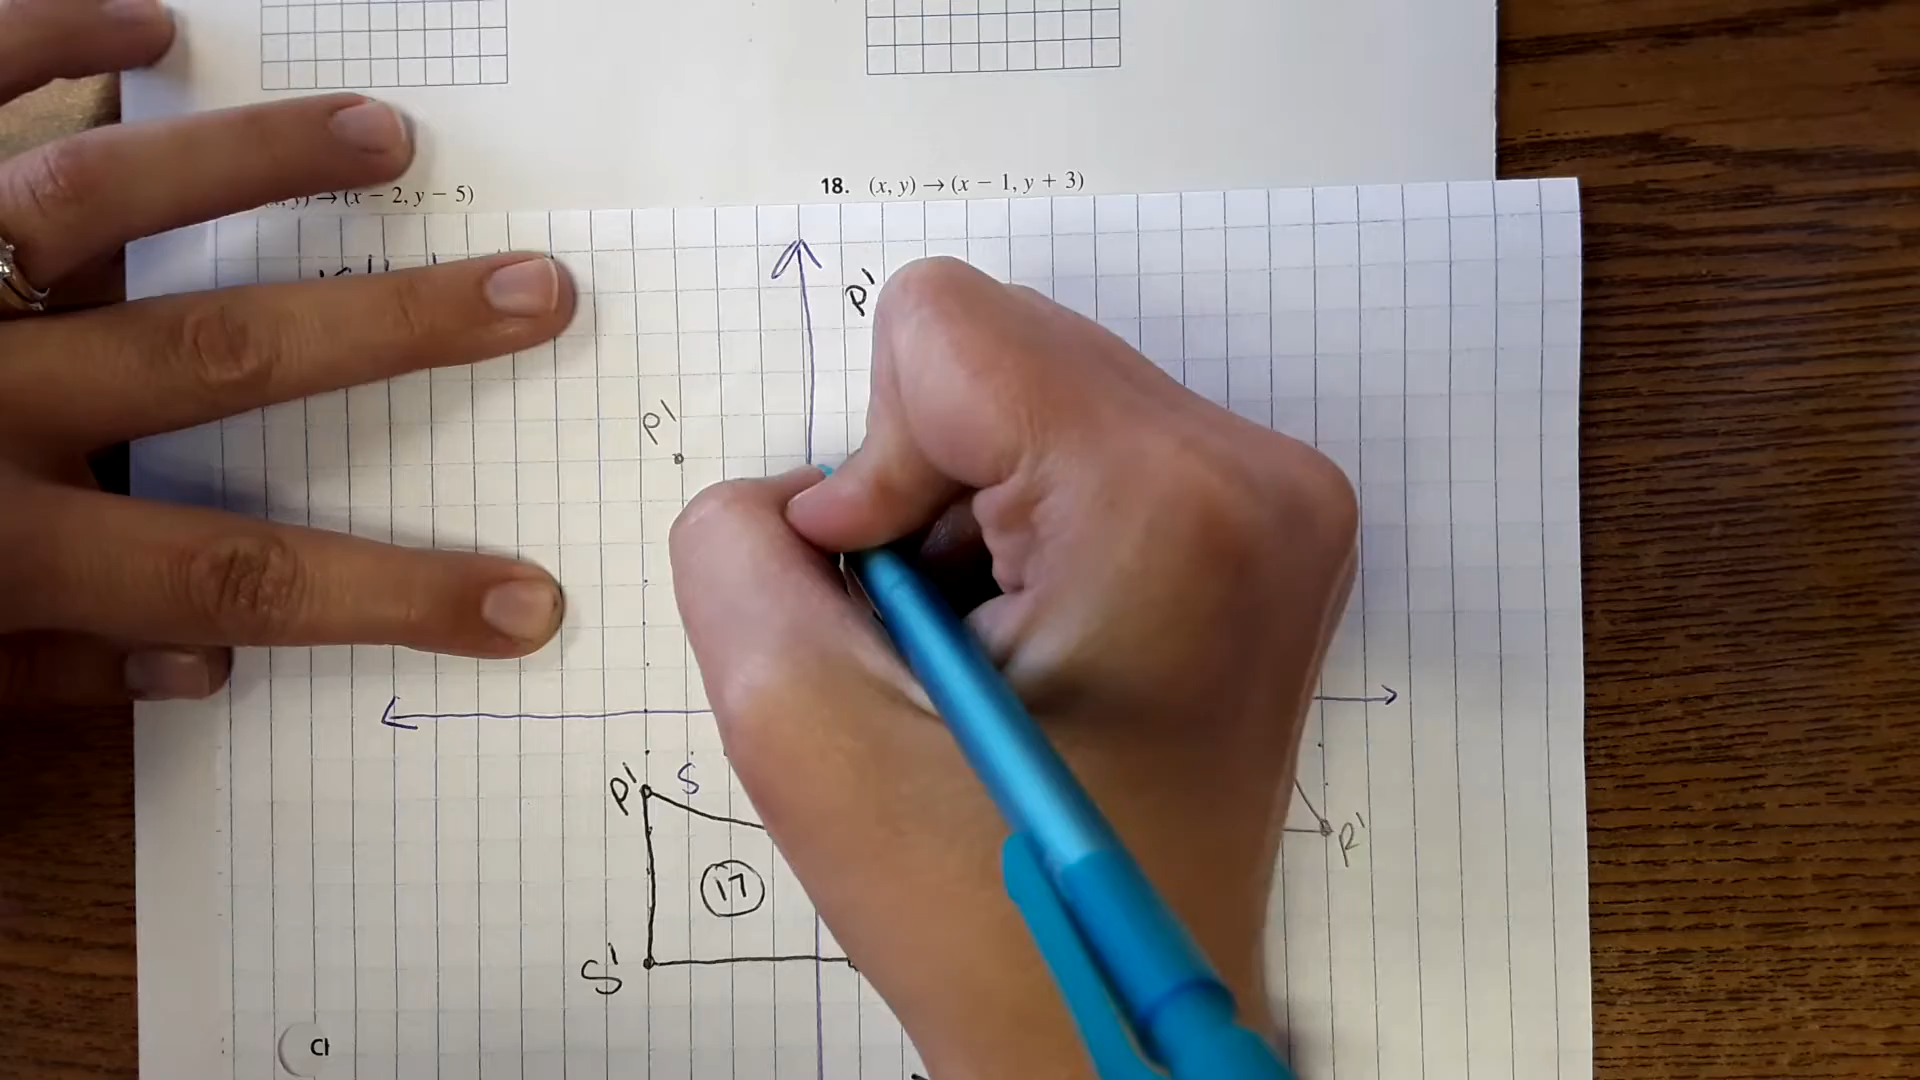 y) → (x − 2, y − 5)
18. (x, y) → (x − 1, y + 3)
P'
P'
P' S
P'
17
S'